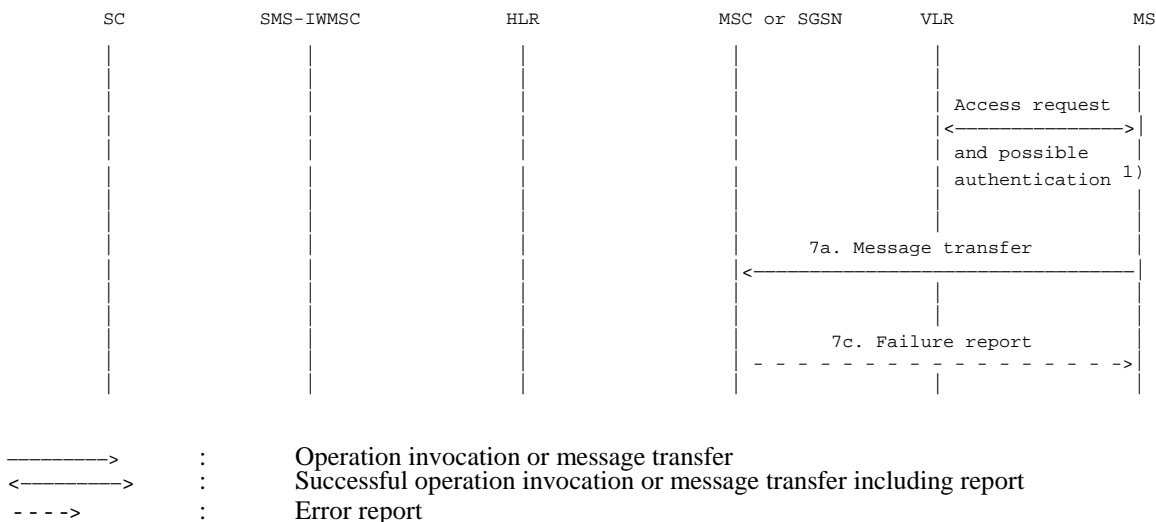 SC SMS-IWMSC HLR MSC or SGSN VLR MS
Access request
and possible
authentication 1)
7a. Message transfer
7c. Failure report
: Operation invocation or message transfer
: Successful operation invocation or message transfer including report
: Error report